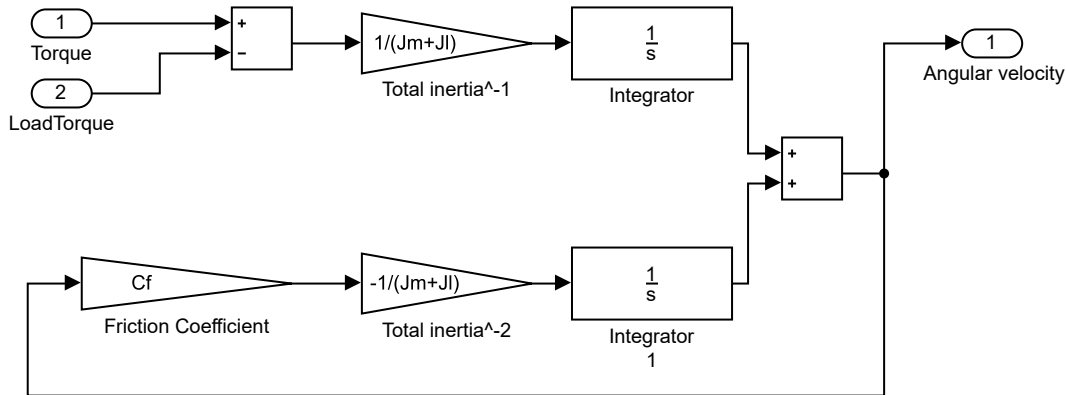 1
Torque
2
LoadTorque
+
−
1/(Jm+Jl)
Total inertia^-1
1
s
Integrator
+
+
1
Angular velocity
Cf
Friction Coefficient
-1/(Jm+Jl)
Total inertia^-2
1
s
Integrator
1